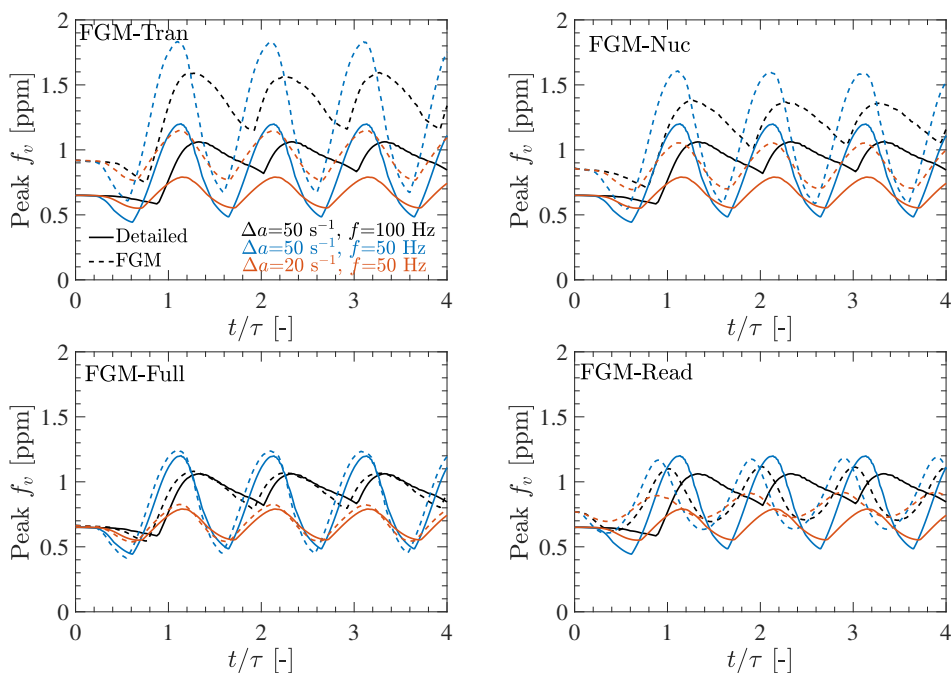 FGM-Tran
Peak f_v [ppm]
2
1.5
1
0.5
0
Detailed
FGM
Δa=50 s⁻¹, f=100 Hz
Δa=50 s⁻¹, f=50 Hz
Δa=20 s⁻¹, f=50 Hz
0 1 2 3 4
t/τ [-]
FGM-Nuc
Peak f_v [ppm]
2
1.5
1
0.5
0
0 1 2 3 4
t/τ [-]
FGM-Full
Peak f_v [ppm]
2
1.5
1
0.5
0
0 1 2 3 4
t/τ [-]
FGM-Read
Peak f_v [ppm]
2
1.5
1
0.5
0
0 1 2 3 4
t/τ [-]